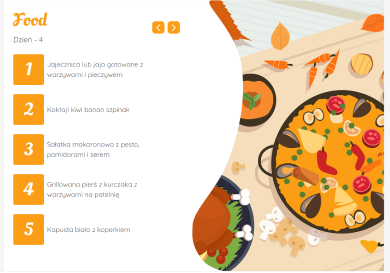 Food
Dzień - 4
1
Jajecznica lub jaja gotowane z
warzywami i pieczywem
2
Koktajl kiwi banan szpinak
3
Sałatka makaronowa z pesto,
pomidorami i serem
4
Grillowana pierś z kurczaka z
warzywami na patelnię
5
Kapusta biała z koperkiem